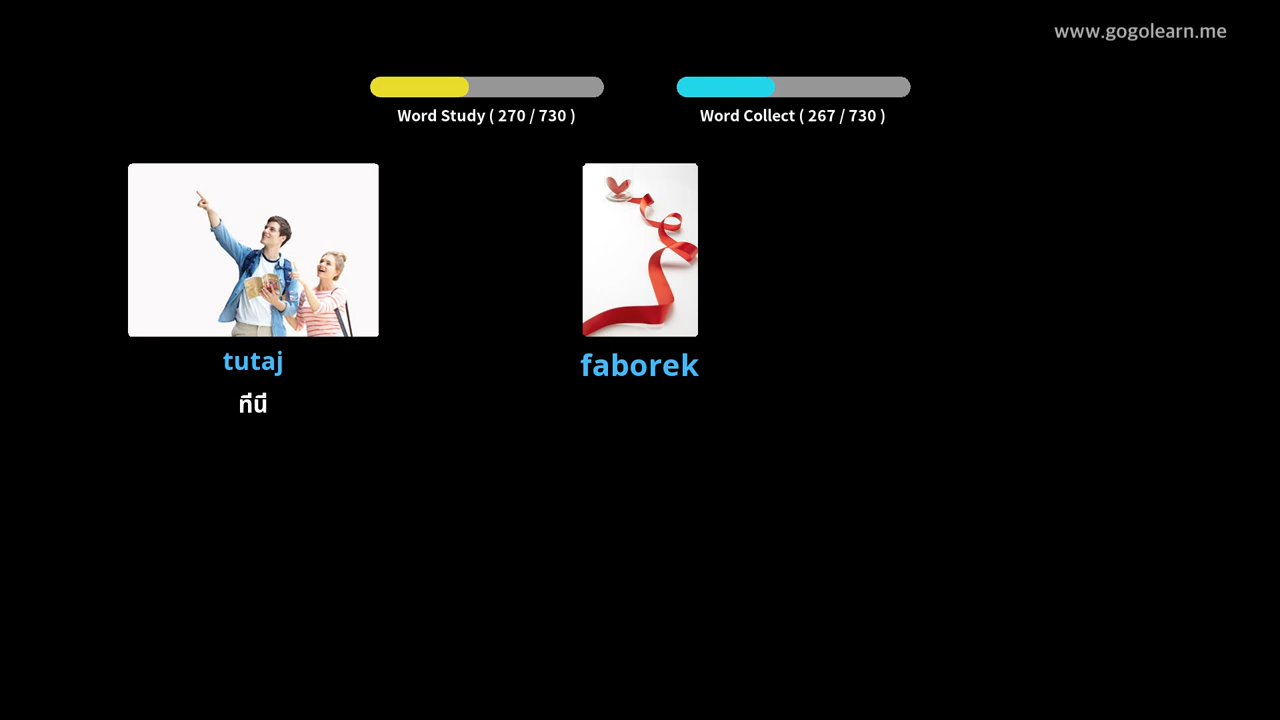 www.gogolearn.me
Word Study ( 270 / 730 )
Word Collect ( 267 / 730 )
tutaj
ที่นี่
faborek